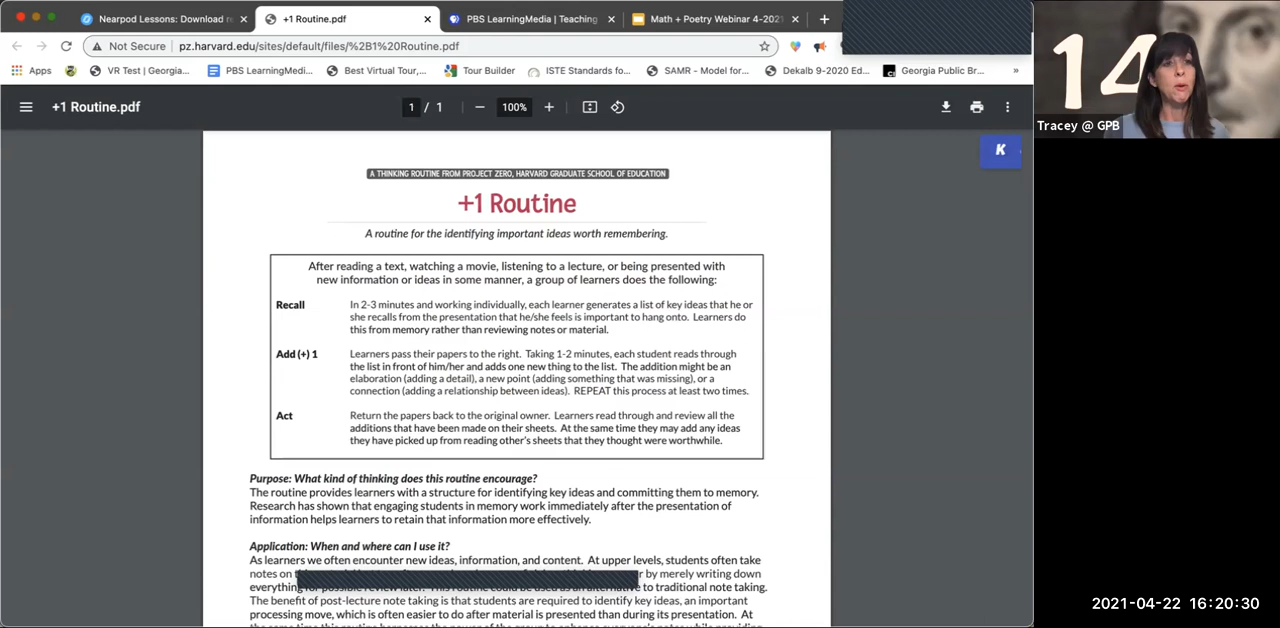 Nearpod Lessons: Download re
+1 Routine.pdf
PBS LearningMedia | Teaching
Math + Poetry Webinar 4-2021
Not Secure | pz.harvard.edu/sites/default/files/%2B1%20Routine.pdf
Apps
VR Test | Georgia...
PBS LearningMedi...
Best Virtual Tour,...
Tour Builder
ISTE Standards fo...
SAMR - Model for...
Dekalb 9-2020 Ed...
Georgia Public Br...
»
+1 Routine.pdf
1 / 1
100%
K
14
Tracey @ GPB
A THINKING ROUTINE FROM PROJECT ZERO, HARVARD GRADUATE SCHOOL OF EDUCATION
+1 Routine
A routine for the identifying important ideas worth remembering.
After reading a text, watching a movie, listening to a lecture, or being presented with
new information or ideas in some manner, a group of learners does the following:
Recall In 2-3 minutes and working individually, each learner generates a list of key ideas that he or
she recalls from the presentation that he/she feels is important to hang onto. Learners do
this from memory rather than reviewing notes or material.
Add (+) 1 Learners pass their papers to the right. Taking 1-2 minutes, each student reads through
the list in front of him/her and adds one new thing to the list. The addition might be an
elaboration (adding a detail), a new point (adding something that was missing), or a
connection (adding a relationship between ideas). REPEAT this process at least two times.
Act Return the papers back to the original owner. Learners read through and review all the
additions that have been made on their sheets. At the same time they may add any ideas
they have picked up from reading other's sheets that they thought were worthwhile.
Purpose: What kind of thinking does this routine encourage?
The routine provides learners with a structure for identifying key ideas and committing them to memory.
Research has shown that engaging students in memory work immediately after the presentation of
information helps learners to retain that information more effectively.
Application: When and where can I use it?
As learners we often encounter new ideas, information, and content. At upper levels, students often take
notes on by merely writing down
everything to traditional note taking.
The benefit of post-lecture note taking is that students are required to identify key ideas, an important
processing move, which is often easier to do after material is presented than during its presentation. At
2021-04-22 16:20:30